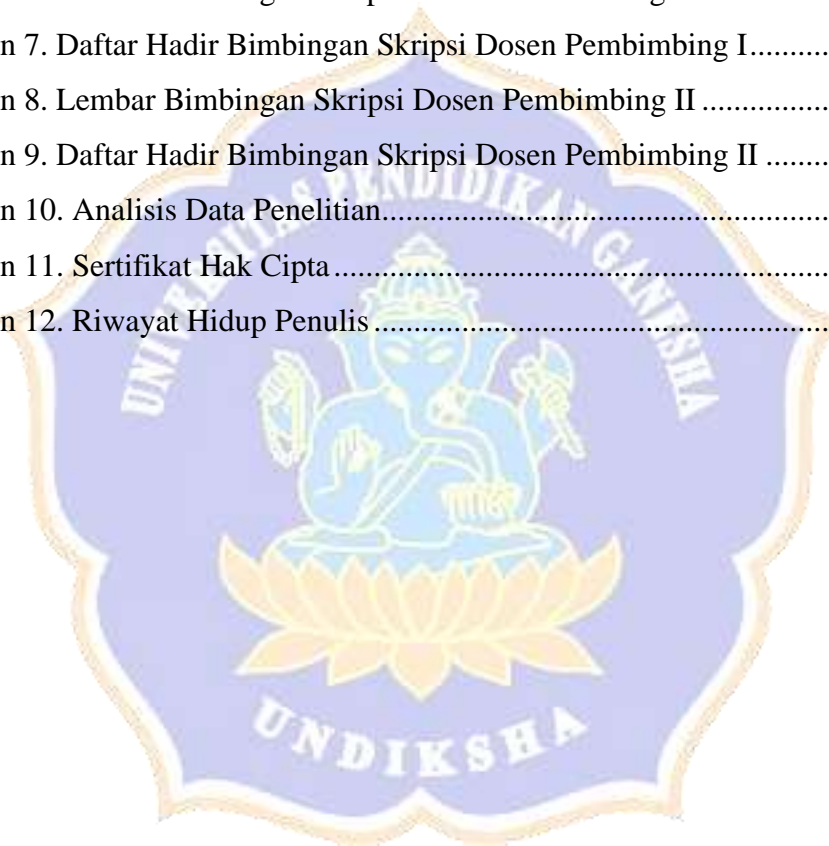 n 7. Daftar Hadir Bimbingan Skripsi Dosen Pembimbing I..........
n 8. Lembar Bimbingan Skripsi Dosen Pembimbing II ...............
n 9. Daftar Hadir Bimbingan Skripsi Dosen Pembimbing II ........
n 10. Analisis Data Penelitian.....................................................
n 11. Sertifikat Hak Cipta...........................................................
n 12. Riwayat Hidup Penulis ......................................................
UNIVERSITAS PENDIDIKAN GANESHA
UNDIKSHA